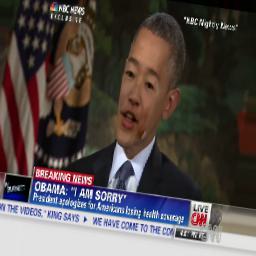 NBC NEWS
EXCLUSIVE
"NBC Nightly News"
BREAKING NEWS
OBAMA: "I AM SORRY"
President apologizes for Americans losing health coverage
LIVE
CNN
N THE VIDEOS," KING SAYS ▶ WE HAVE COME TO THE CON